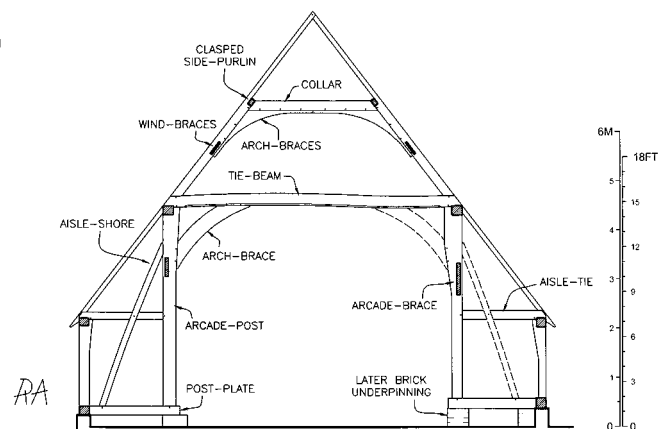 CLASPED
SIDE-PURLIN
COLLAR
WIND-BRACES
ARCH-BRACES
TIE-BEAM
AISLE-SHORE
ARCH-BRACE
ARCADE-BRACE
AISLE-TIE
ARCADE-POST
POST-PLATE
LATER BRICK
UNDERPINNING
6M
18FT
5
15
4
12
3
9
2
6
1
3
0
0